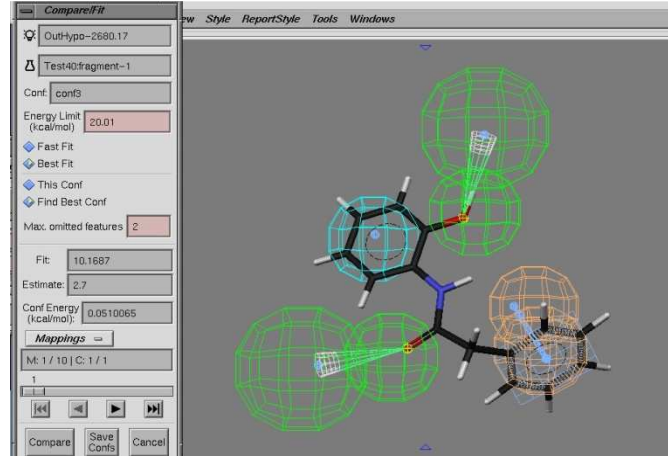 Compare/Fit
ew Style ReportStyle Tools Windows
OutHypo-2680.17
Test40:fragment-1
Conf: conf3
Energy Limit
(kcal/mol) 20.01
Fast Fit
Best Fit
This Conf
Find Best Conf
Max. omitted features 2
Fit: 10.1687
Estimate: 2.7
Conf Energy
(kcal/mol): 0.0510065
Mappings
M: 1 / 10 | C: 1 / 1
1
Compare Save Confs Cancel